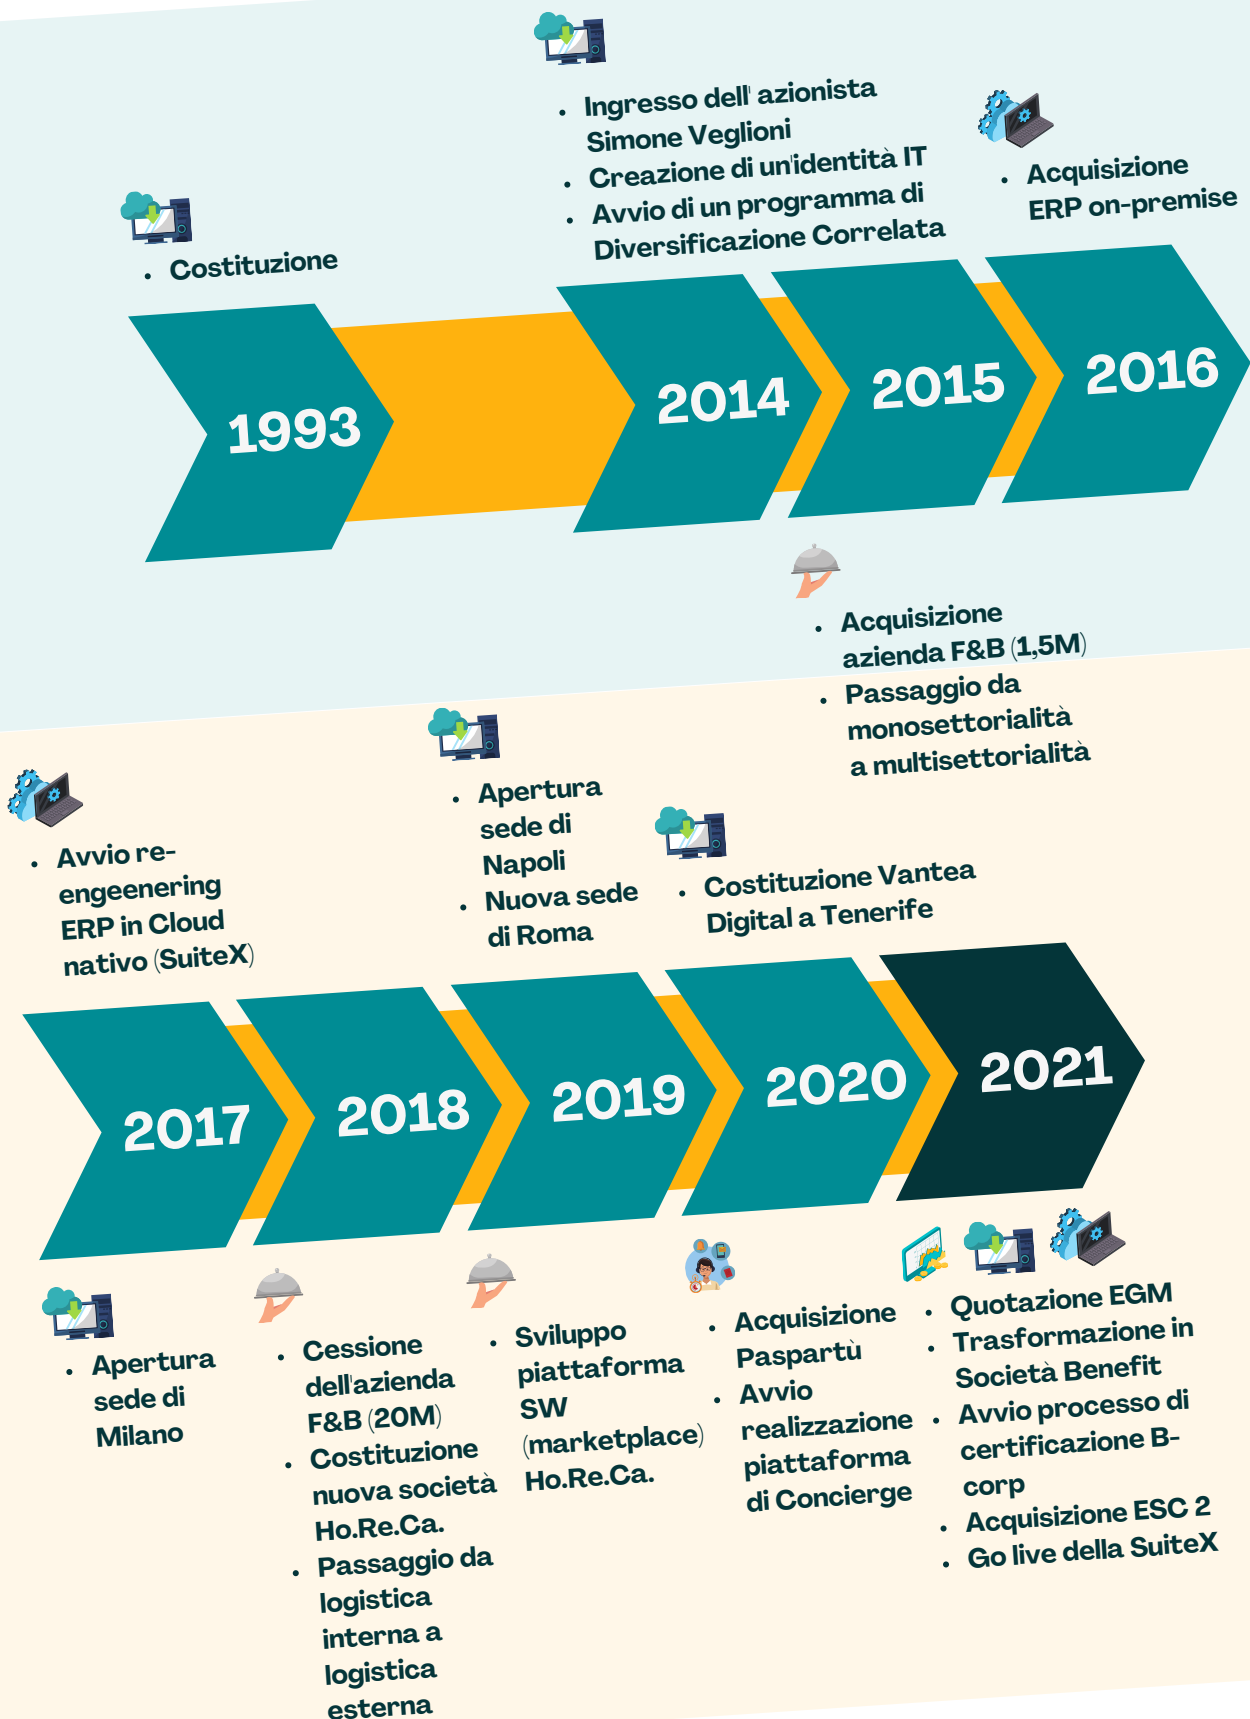 Costituzione
1993
Ingresso dell' azionista
Simone Veglioni
Creazione di un'identità IT
Avvio di un programma di
Diversificazione Correlata
2014
2015
Acquisizione
azienda F&B (1,5M)
Passaggio da
monosettorialità
a multisettorialità
Acquisizione
ERP on-premise
2016
Avvio re-
engeenering
ERP in Cloud
nativo (SuiteX)
2017
Apertura
sede di
Milano
2018
Cessione
dell'azienda
F&B (20M)
Costituzione
nuova società
Ho.Re.Ca.
Passaggio da
logistica
interna a
logistica
esterna
Apertura
sede di
Napoli
Nuova sede
di Roma
2019
Sviluppo
piattaforma
SW
(marketplace)
Ho.Re.Ca.
Costituzione Vantea
Digital a Tenerife
2020
Acquisizione
Paspartù
Avvio
realizzazione
piattaforma
di Concierge
2021
Quotazione EGM
Trasformazione in
Società Benefit
Avvio processo di
certificazione B-
corp
Acquisizione ESC 2
Go live della SuiteX